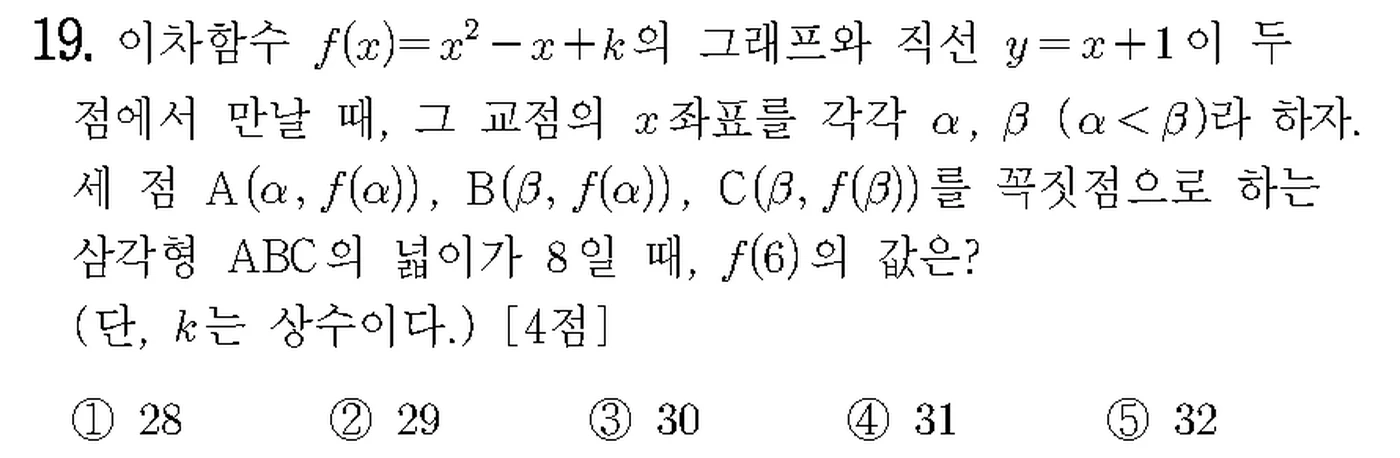 19. 이차함수 f(x)=x²-x+k의 그래프와 직선 y=x+1이 두
점에서 만날 때, 그 교점의 x좌표를 각각 α, β (α<β)라 하자.
세 점 A(α, f(α)), B(β, f(α)), C(β, f(β))를 꼭짓점으로 하는
삼각형 ABC의 넓이가 8일 때, f(6)의 값은?
(단, k는 상수이다.) [4점]
① 28 ② 29 ③ 30 ④ 31 ⑤ 32